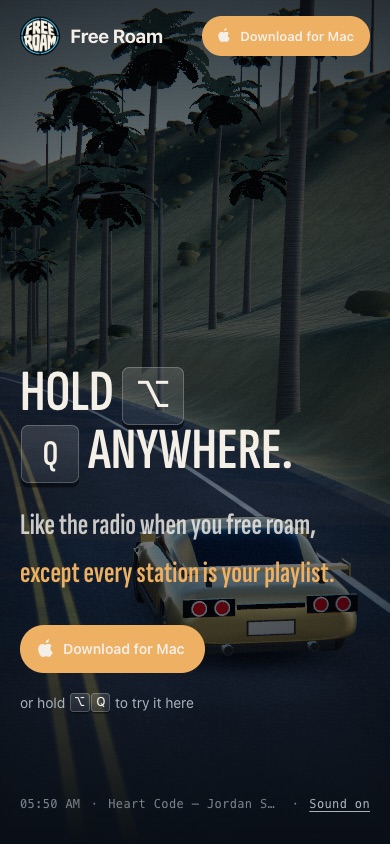 FREE
ROAM
Free Roam
Download for Mac
HOLD ⌥
Q ANYWHERE.
Like the radio when you free roam,
except every station is your playlist.
Download for Mac
or hold ⌥ Q to try it here
05:50 AM · Heart Code — Jordan S… · Sound on